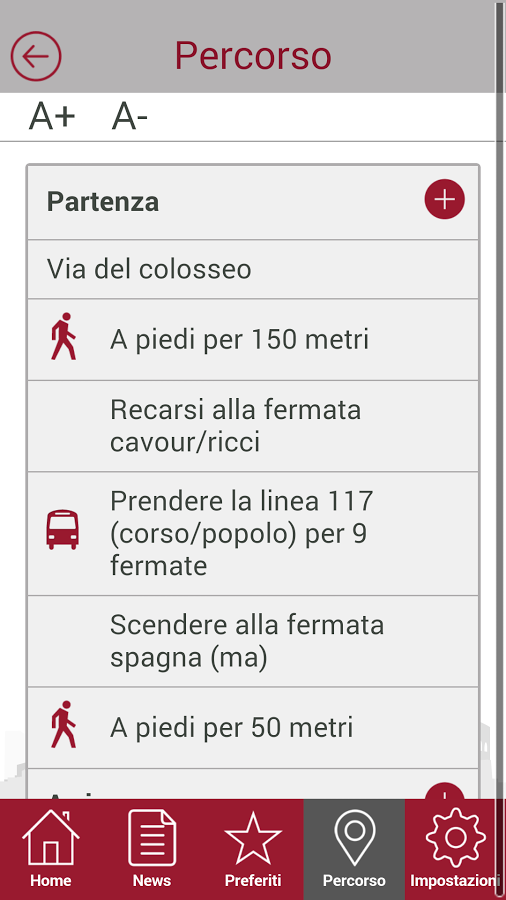 Percorso
A+ A-
Partenza
Via del colosseo
A piedi per 150 metri
Recarsi alla fermata
cavour/ricci
Prendere la linea 117
(corso/popolo) per 9
fermate
Scendere alla fermata
spagna (ma)
A piedi per 50 metri
Home News Preferiti Percorso Impostazioni